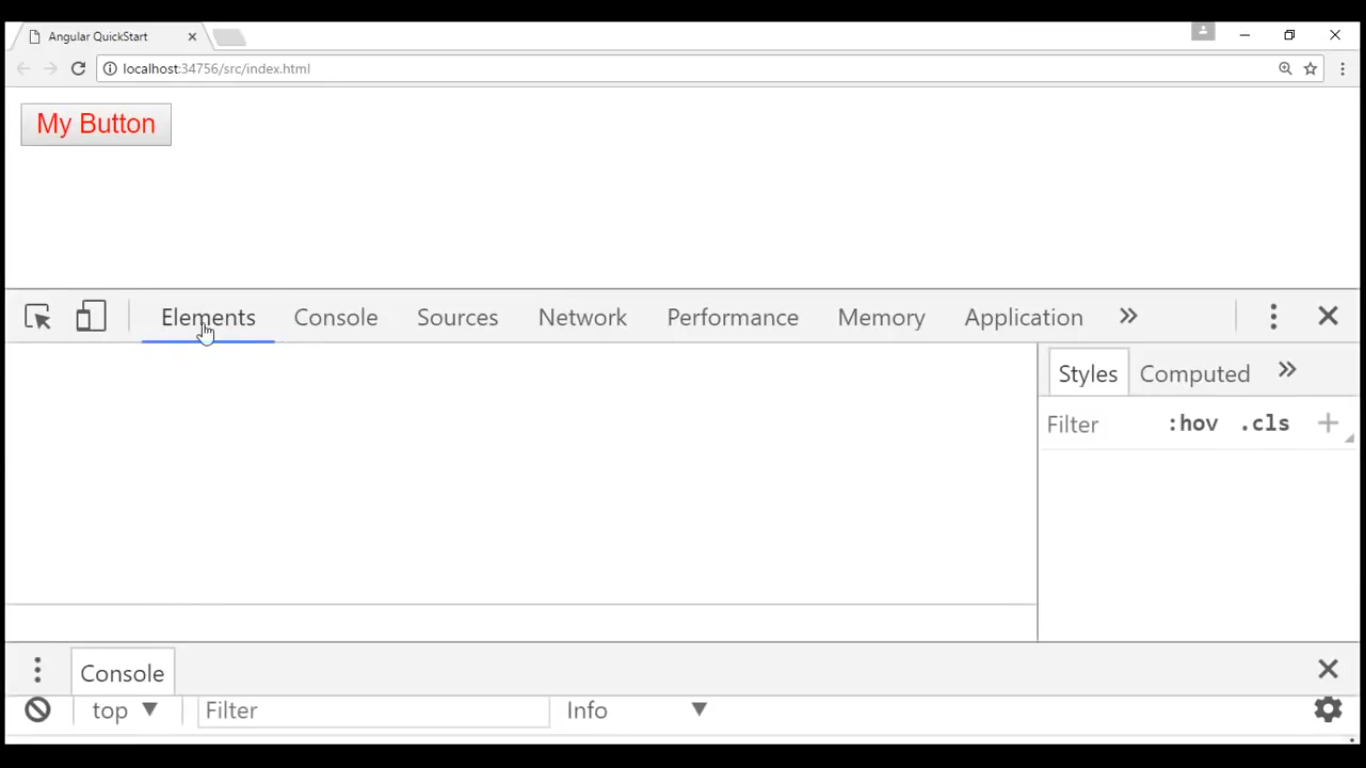 Angular QuickStart
localhost:34756/src/index.html
My Button
Elements Console Sources Network Performance Memory Application
Styles Computed
Filter :hov .cls
Console
top Filter Info